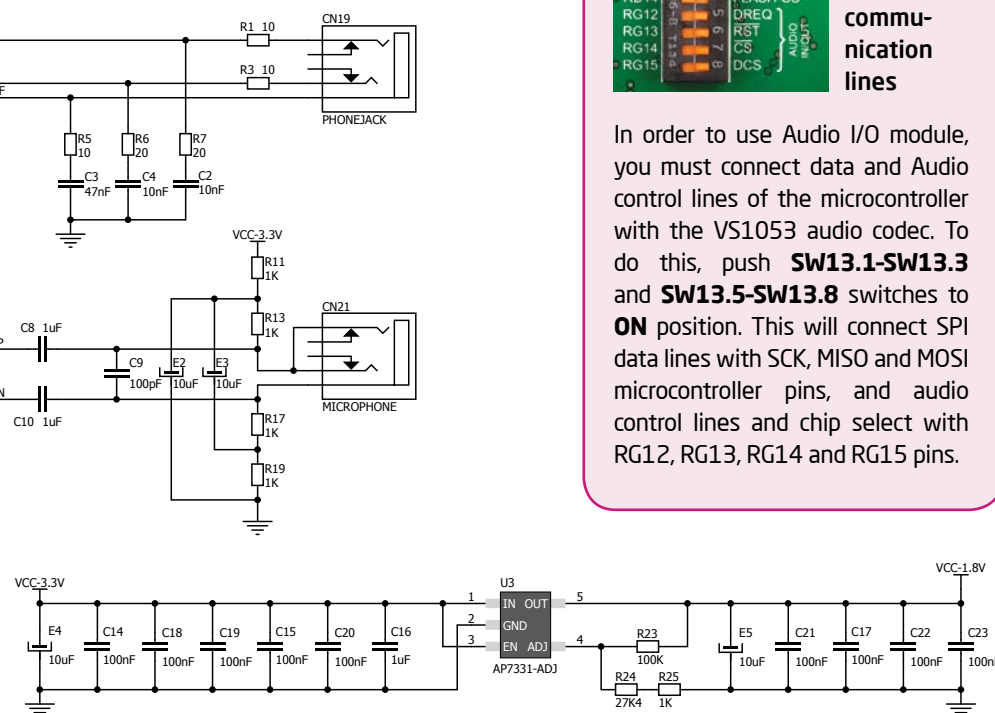 CN19
R1 10
R3 10
PHONEJACK
F
R5
10
R6
20
R7
20
C3
47nF
C4
10nF
C2
10nF
VCC-3.3V
R11
1K
R13
1K
CN21
C8 1uF
P
C9
100pF
E2
10uF
E3
10uF
N
C10 1uF
MICROPHONE
R17
1K
R19
1K
RG12
RG13
RG14
RG15
5
6
7
8
DREQ
RST
CS
DCS
AUDIO
IN/OUT
commu-
nication
lines
In order to use Audio I/O module,
you must connect data and Audio
control lines of the microcontroller
with the VS1053 audio codec. To
do this, push SW13.1-SW13.3
and SW13.5-SW13.8 switches to
ON position. This will connect SPI
data lines with SCK, MISO and MOSI
microcontroller pins, and audio
control lines and chip select with
RG12, RG13, RG14 and RG15 pins.
VCC-3.3V
E4
10uF
C14
100nF
C18
100nF
C19
100nF
C15
100nF
C20
100nF
C16
1uF
U3
1 IN OUT 5
2 GND
3 EN ADJ 4
AP7331-ADJ
R23
100K
R24
27K4
R25
1K
E5
10uF
C21
100nF
C17
100nF
C22
100nF
VCC-1.8V
C23
100n